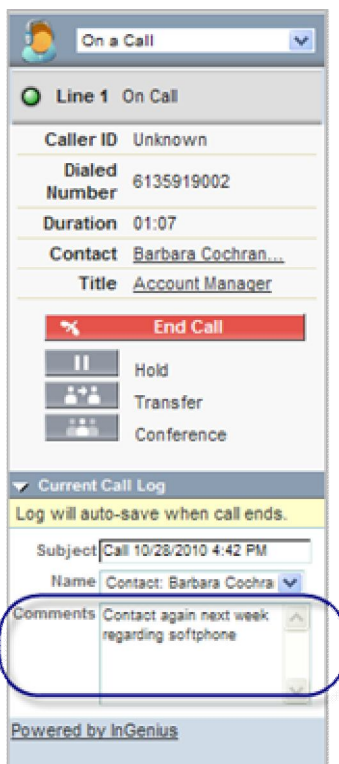 On a Call
Line 1 On Call
Caller ID Unknown
Dialed Number 6135919002
Duration 01:07
Contact Barbara Cochran...
Title Account Manager
End Call
Hold
Transfer
Conference
Current Call Log
Log will auto-save when call ends.
Subject Call 10/28/2010 4:42 PM
Name Contact: Barbara Cochra
Comments Contact again next week
regarding softphone
Powered by InGenius